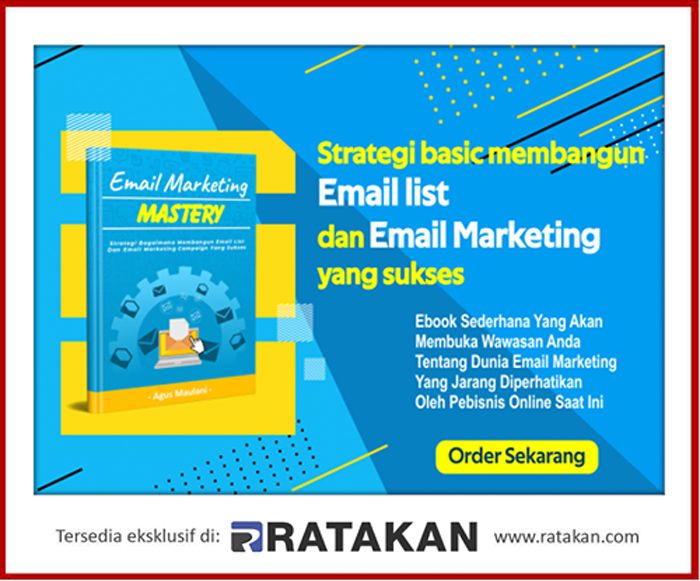 Strategi basic membangun
Email list
dan Email Marketing
yang sukses
Email Marketing
MASTERY
Strategi Bagaimana Membangun Email List
Dan Email Marketing Campaign Yang Sukses
- Agus Maulani -
Ebook Sederhana Yang Akan
Membuka Wawasan Anda
Tentang Dunia Email Marketing
Yang Jarang Diperhatikan
Oleh Pebisnis Online Saat Ini
Order Sekarang
Tersedia eksklusif di: RATAKAN www.ratakan.com